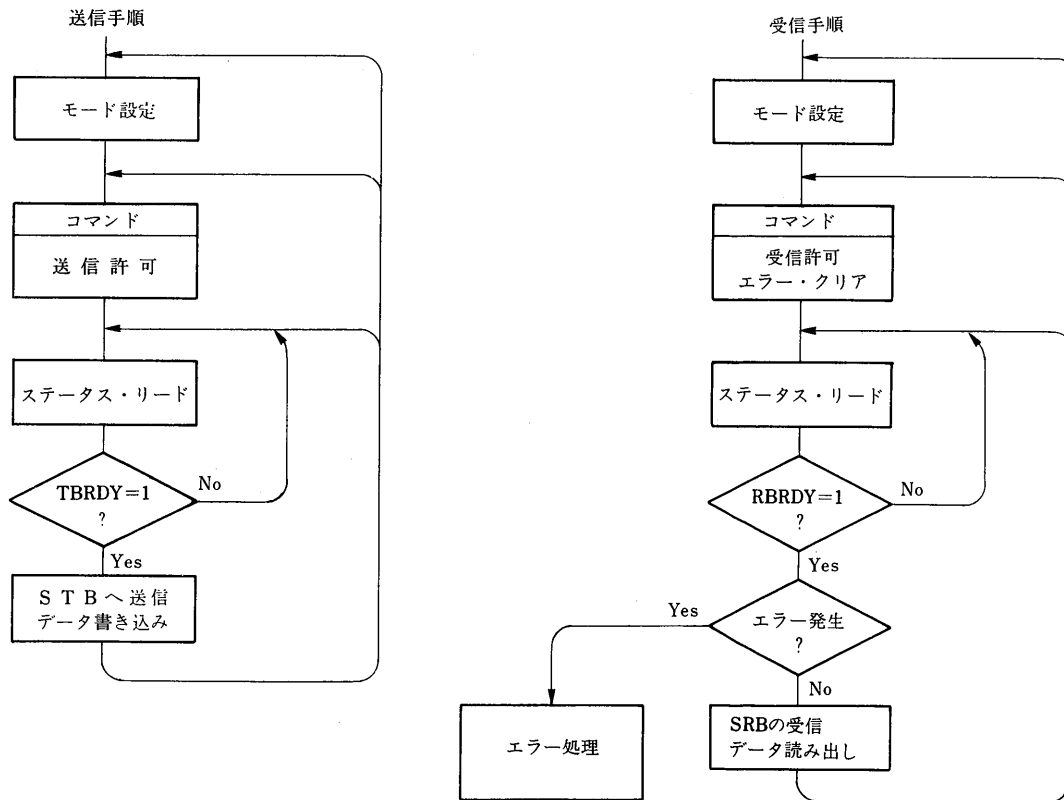 送信手順
モード設定
コマンド
送信許可
ステータス・リード
TBRDY=1
?
No
Yes
STBへ送信
データ書き込み
受信手順
モード設定
コマンド
受信許可
エラー・クリア
ステータス・リード
RBRDY=1
?
No
Yes
エラー発生
?
Yes
No
エラー処理
SRBの受信
データ読み出し